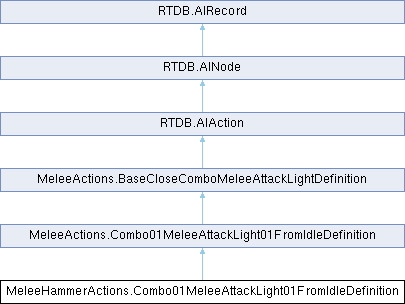 RTDB.AIRecord
RTDB.AINode
RTDB.AIAction
MeleeActions.BaseCloseComboMeleeAttackLightDefinition
MeleeActions.Combo01MeleeAttackLight01FromIdleDefinition
MeleeHammerActions.Combo01MeleeAttackLight01FromIdleDefinition